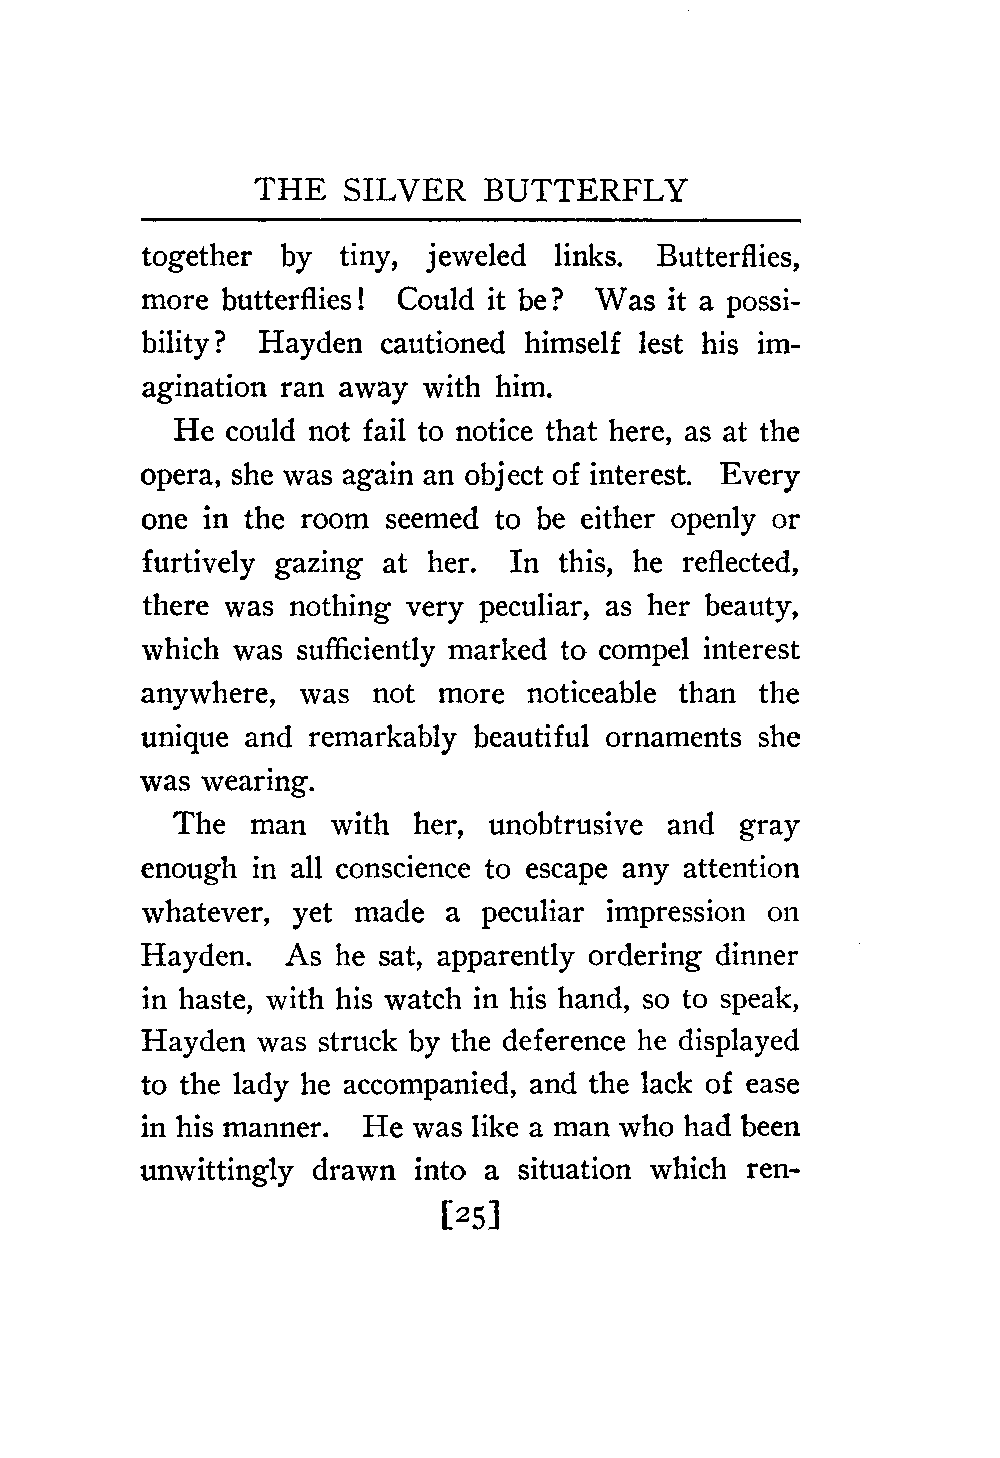 THE SILVER BUTTERFLY
together by tiny, jeweled links. Butterflies,
more butterflies! Could it be? Was it a possi-
bility? Hayden cautioned himself lest his im-
agination ran away with him.
He could not fail to notice that here, as at the
opera, she was again an object of interest. Every
one in the room seemed to be either openly or
furtively gazing at her. In this, he reflected,
there was nothing very peculiar, as her beauty,
which was sufficiently marked to compel interest
anywhere, was not more noticeable than the
unique and remarkably beautiful ornaments she
was wearing.
The man with her, unobtrusive and gray
enough in all conscience to escape any attention
whatever, yet made a peculiar impression on
Hayden. As he sat, apparently ordering dinner
in haste, with his watch in his hand, so to speak,
Hayden was struck by the deference he displayed
to the lady he accompanied, and the lack of ease
in his manner. He was like a man who had been
unwittingly drawn into a situation which ren-
[25]